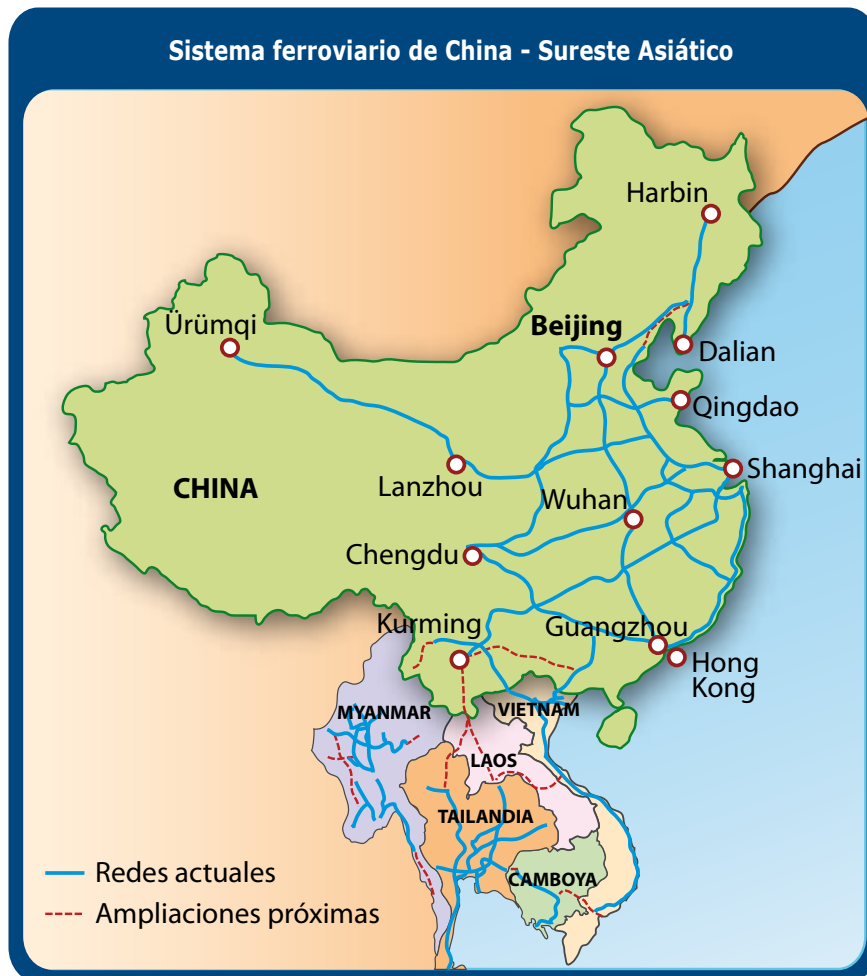 Sistema ferroviario de China - Sureste Asiático
Harbin
Ürümqi
Beijing
Dalian
Qingdao
CHINA
Lanzhou
Shanghai
Wuhan
Chengdu
Kurming
Guangzhou
Hong
Kong
MYANMAR
VIETNAM
LAOS
TAILANDIA
CAMBOYA
Redes actuales
Ampliaciones próximas